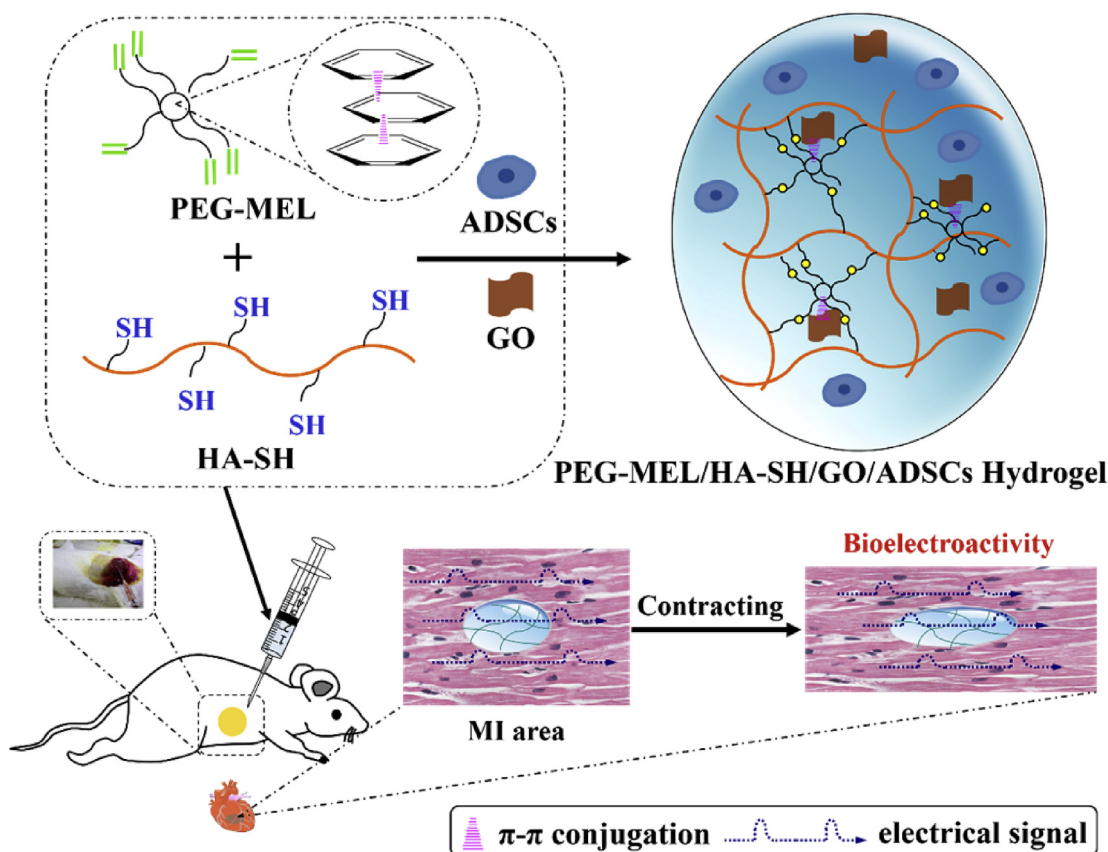 PEG-MEL
+
SH
SH
SH
SH
SH
HA-SH
ADSCs
GO
PEG-MEL/HA-SH/GO/ADSCs Hydrogel
MI area
Contracting
Bioelectroactivity
π-π conjugation
electrical signal